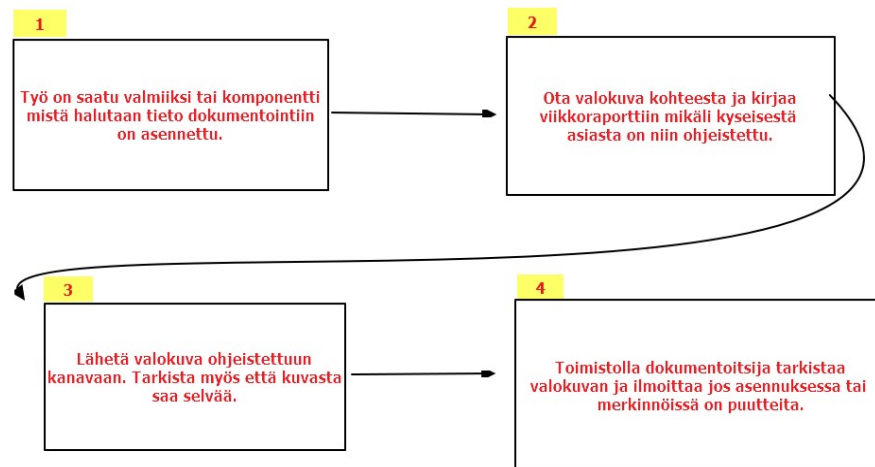 1
Työ on saatu valmiiksi tai komponentti
mistä halutaan tieto dokumentointiin
on asennettu.
2
Ota valokuva kohteesta ja kirjaa
viikkoraporttiin mikäli kyseisestä
asiasta on niin ohjeistettu.
3
Lähetä valokuva ohjeistettuun
kanavaan. Tarkista myös että kuvasta
saa selvää.
4
Toimistolla dokumentoitsija tarkistaa
valokuvan ja ilmoittaa jos asennuksessa tai
merkinnöissä on puutteita.